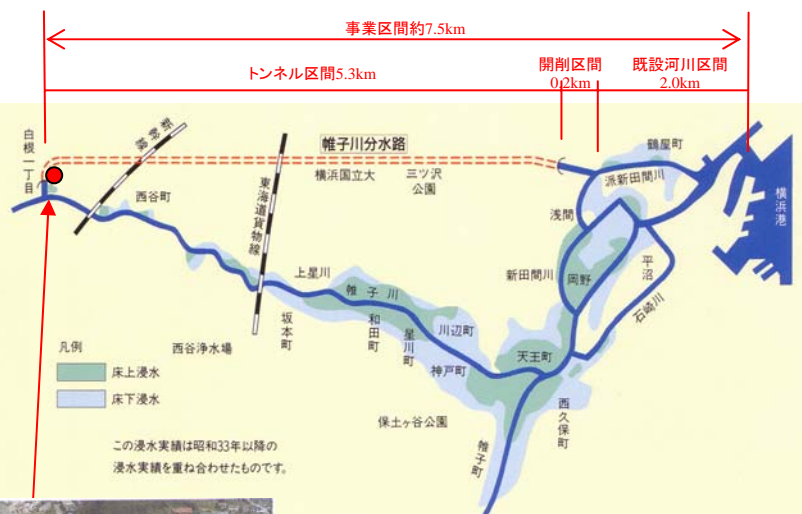 事業区間約7.5km
トンネル区間5.3km
開削区間
0.2km
既設河川区間
2.0km
白根一丁目
新幹線
帷子川分水路
鶴屋町
西谷町
東海道貨物線
横浜国立大
三ツ沢
公園
派新田間川
横浜港
浅間
上星川
新田間川
岡野
平沼
帷子川
石崎川
坂本町
和田町
星川町
川辺町
凡例
西谷浄水場
神戸町
天王町
床上浸水
床下浸水
保土ヶ谷公園
西久保町
帷子町
この浸水実績は昭和33年以降の
浸水実績を重ね合わせたものです。